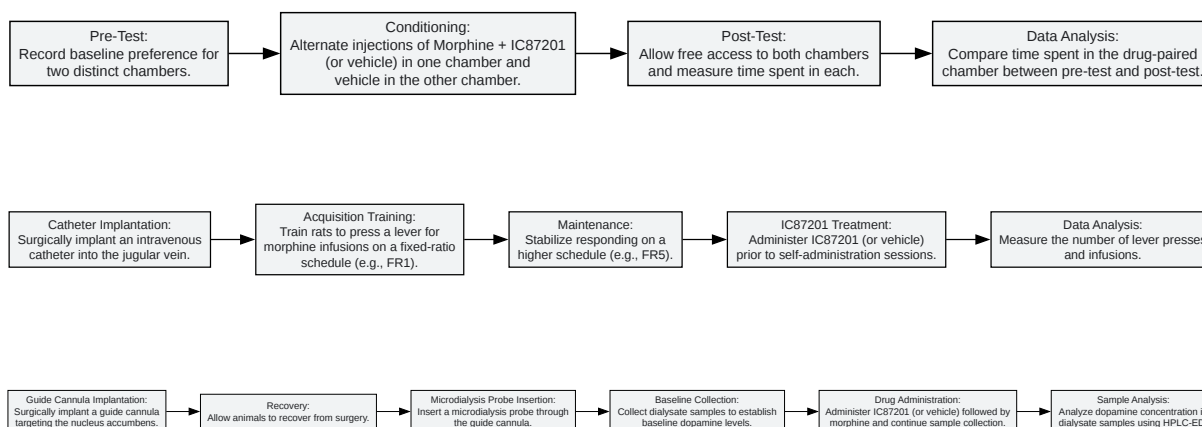 Pre-Test:
Record baseline preference for
two distinct chambers.
Conditioning:
Alternate injections of Morphine + IC87201
(or vehicle) in one chamber and
vehicle in the other chamber.
Post-Test:
Allow free access to both chambers
and measure time spent in each.
Data Analysis:
Compare time spent in the drug-paired
chamber between pre-test and post-test.
Catheter Implantation:
Surgically implant an intravenous
catheter into the jugular vein.
Acquisition Training:
Train rats to press a lever for
morphine infusions on a fixed-ratio
schedule (e.g., FR1).
Maintenance:
Stabilize responding on a
higher schedule (e.g., FR5).
IC87201 Treatment:
Administer IC87201 (or vehicle)
prior to self-administration sessions.
Data Analysis:
Measure the number of lever presses
and infusions.
Guide Cannula Implantation:
Surgically implant a guide cannula
targeting the nucleus accumbens.
Recovery:
Allow animals to recover from surgery.
Microdialysis Probe Insertion:
Insert a microdialysis probe through
the guide cannula.
Baseline Collection:
Collect dialysate samples to establish
baseline dopamine levels.
Drug Administration:
Administer IC87201 (or vehicle) followed by
morphine and continue sample collection.
Sample Analysis:
Analyze dopamine concentration i
dialysate samples using HPLC-ED